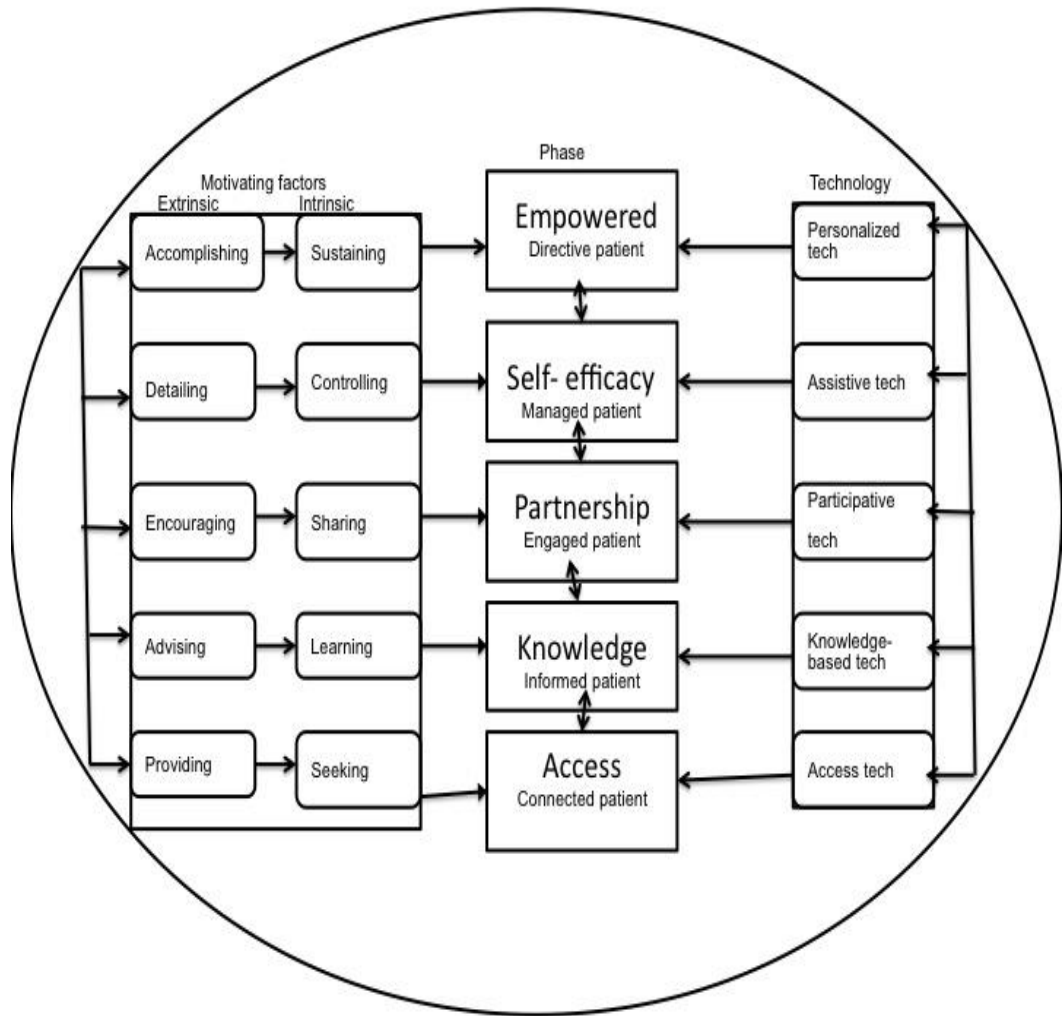 Phase
Motivating factors
Technology
Extrinsic
Intrinsic
Accomplishing
Sustaining
Empowered
Directive patient
Personalized
tech
Detailing
Controlling
Self- efficacy
Managed patient
Assistive tech
Encouraging
Sharing
Partnership
Engaged patient
Participative
tech
Advising
Learning
Knowledge
Informed patient
Knowledge-
based tech
Providing
Seeking
Access
Connected patient
Access tech